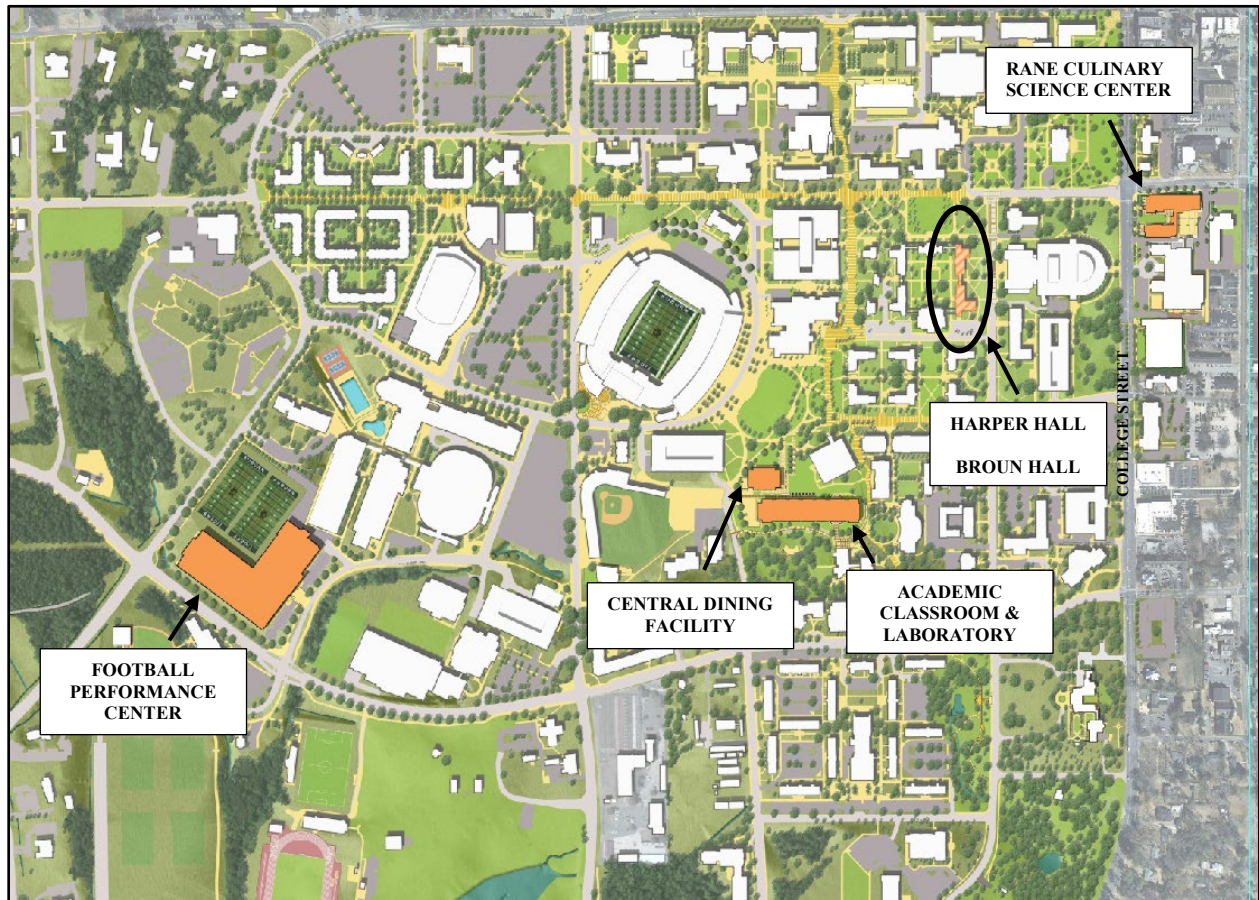 RANE CULINARY
SCIENCE CENTER
COLLEGE STREET
HARPER HALL
BROUN HALL
CENTRAL DINING
FACILITY
ACADEMIC
CLASSROOM &
LABORATORY
FOOTBALL
PERFORMANCE
CENTER